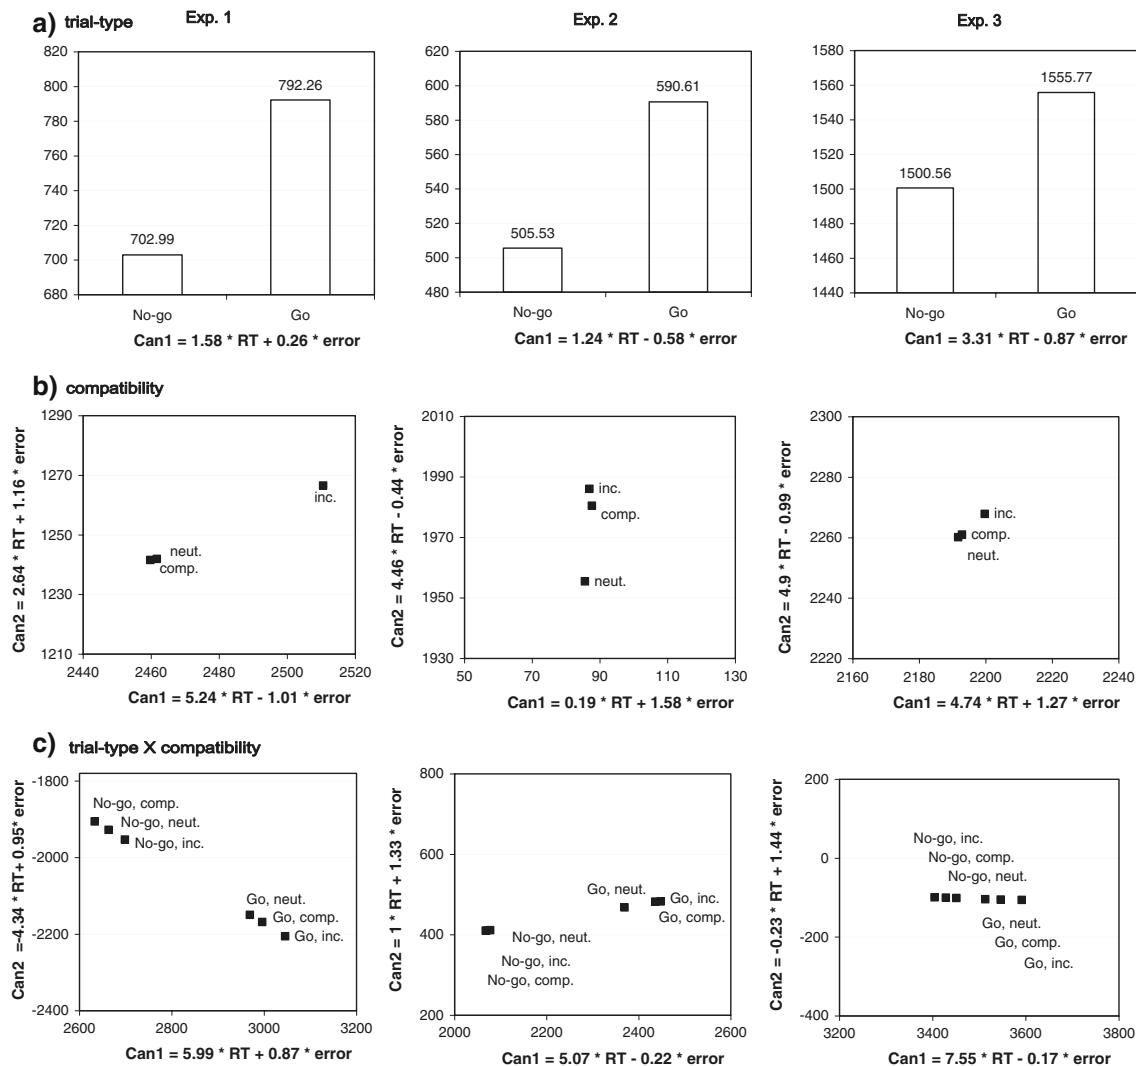 a) trial-type
Exp. 1
Exp. 2
Exp. 3
820
800
780
760
740
720
700
680
702.99
792.26
No-go
Go
Can1 = 1.58 * RT + 0.26 * error
620
600
580
560
540
520
500
480
505.53
590.61
No-go
Go
Can1 = 1.24 * RT - 0.58 * error
1580
1560
1540
1520
1500
1480
1460
1440
1500.56
1555.77
No-go
Go
Can1 = 3.31 * RT - 0.87 * error
b) compatibility
Can2 = 2.64 * RT + 1.16 * error
1290
1270
1250
1230
1210
inc.
neut.
comp.
2440
2460
2480
2500
2520
Can1 = 5.24 * RT - 1.01 * error
Can2 = 4.46 * RT - 0.44 * error
2010
1990
1970
1950
1930
inc.
comp.
neut.
50
70
90
110
130
Can1 = 0.19 * RT + 1.58 * error
Can2 = 4.9 * RT - 0.99 * error
2300
2280
2260
2240
2220
inc.
comp.
neut.
2160
2180
2200
2220
2240
Can1 = 4.74 * RT + 1.27 * error
c) trial-type X compatibility
Can2 =-4.34 * RT+ 0.95* error
-1800
-2000
-2200
-2400
No-go, comp.
No-go, neut.
No-go, inc.
Go, neut.
Go, comp.
Go, inc.
2600
2800
3000
3200
Can1 = 5.99 * RT + 0.87 * error
Can2 = 1 * RT + 1.33 * error
800
600
400
200
Go, neut.
Go, inc.
Go, comp.
No-go, neut.
No-go, inc.
No-go, comp.
2000
2200
2400
2600
Can1 = 5.07 * RT - 0.22 * error
Can2 = -0.23 * RT + 1.44 * error
200
0
-200
-400
No-go, inc.
No-go, comp.
No-go, neut.
Go, neut.
Go, comp.
Go, inc.
3200
3400
3600
3800
Can1 = 7.55 * RT - 0.17 * error